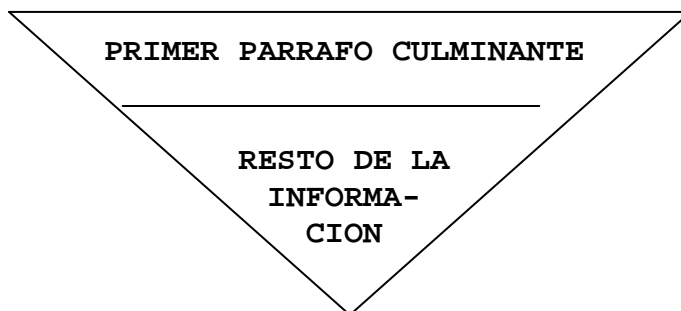 PRIMER PARRAFO CULMINANTE
RESTO DE LA
INFORMA-
CION